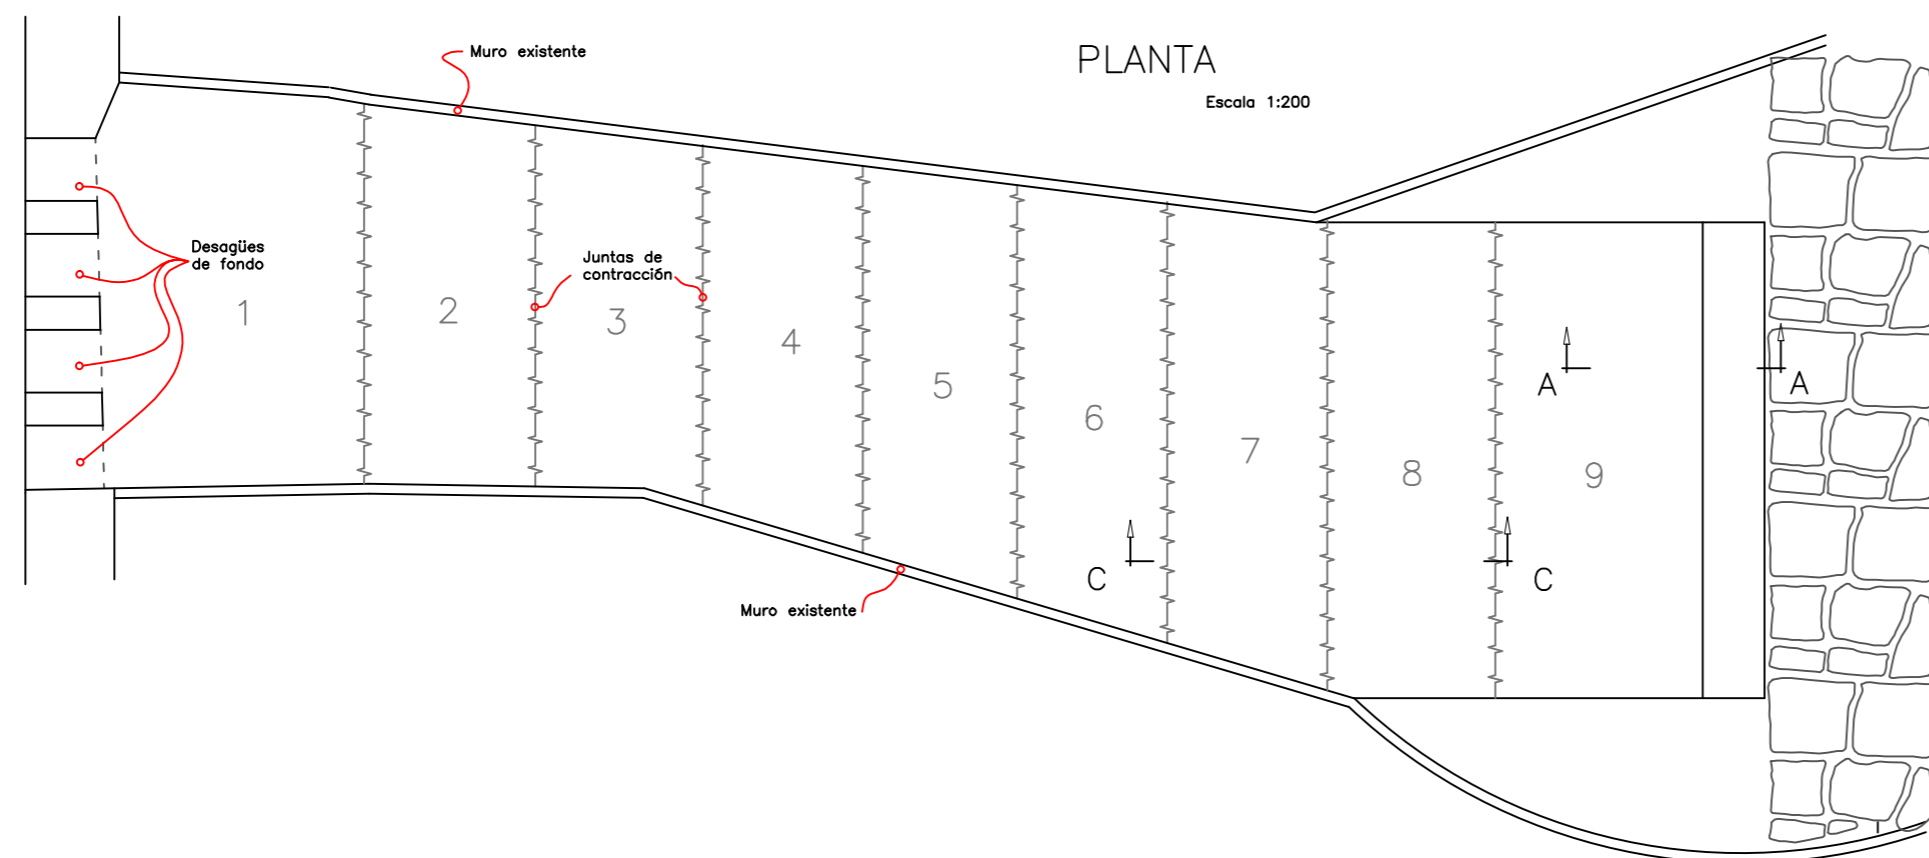 Muro existente
PLANTA
Escala 1:200
Desagües
de fondo
Juntas de
contracción
1
2
3
4
5
6
7
8
9
A
A
C
C
Muro existente